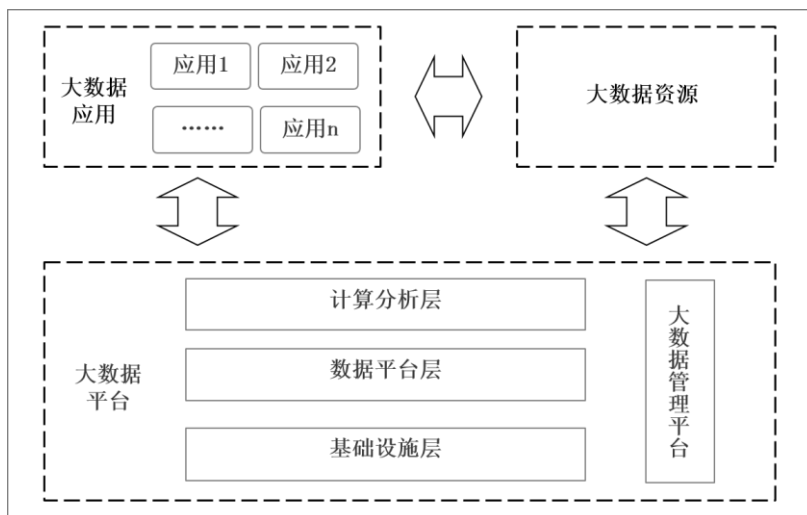 大数据
应用
应用1
应用2
……
应用n
大数据资源
大数据
平台
计算分析层
数据平台层
基础设施层
大数据管理平台